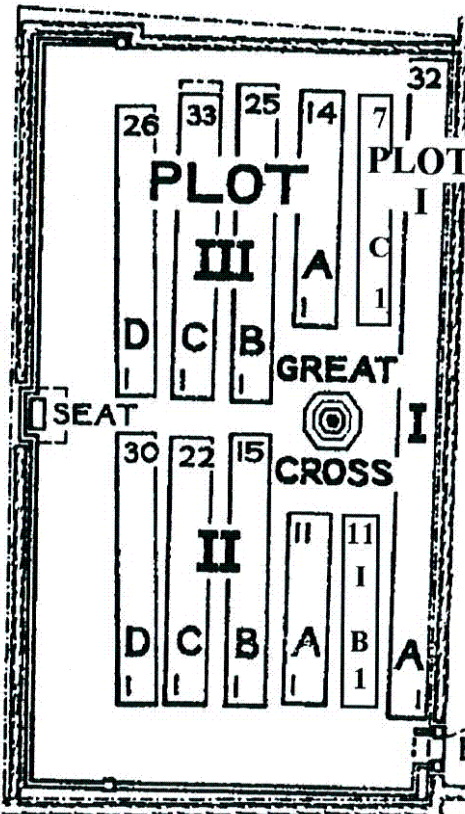 32
26 33 25 14 7
PLOT
PLOT
I
III
A C
1 1
D C B
1 1 1
GREAT
SEAT
I
30 22 15
CROSS
II
11 11
I
D C B A B A
1 1 1 1 1 1